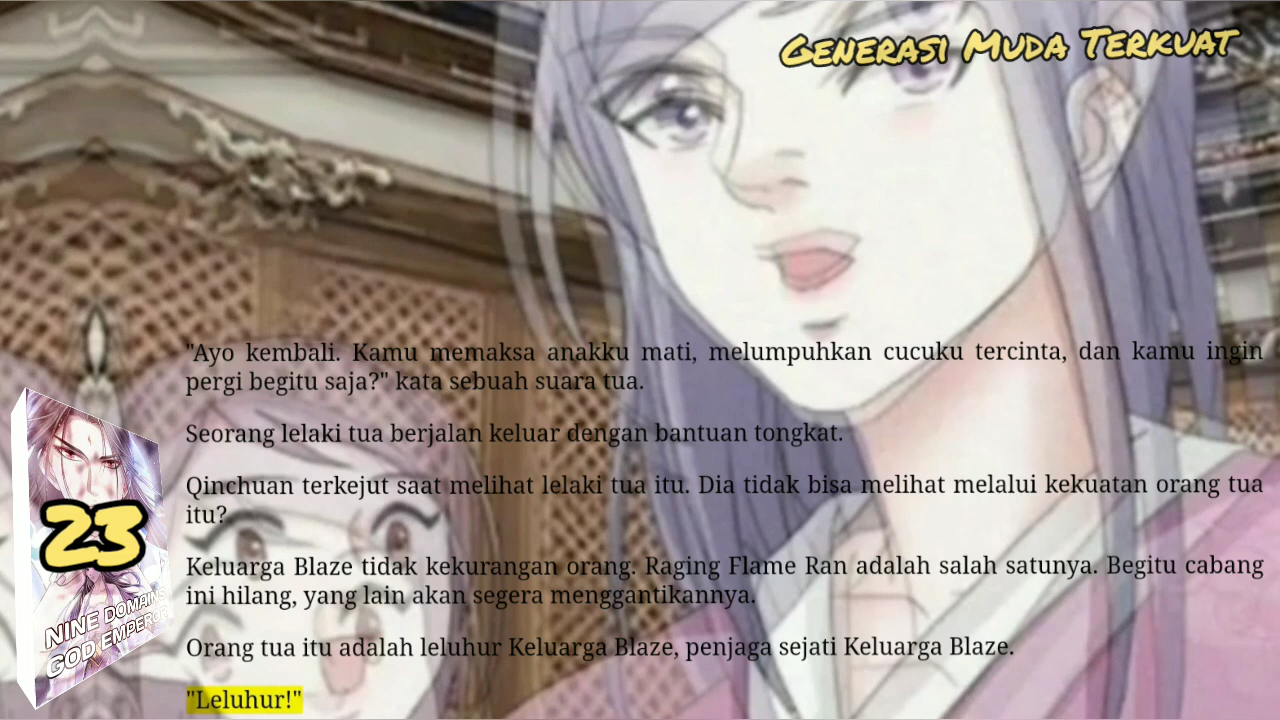 Generasi Muda Terkuat
"Ayo kembali. Kamu memaksa anakku mati, melumpuhkan cucuku tercinta, dan kamu ingin
pergi begitu saja?" kata sebuah suara tua.
Seorang lelaki tua berjalan keluar dengan bantuan tongkat.
Qinchuan terkejut saat melihat lelaki tua itu. Dia tidak bisa melihat melalui kekuatan orang tua
itu?
Keluarga Blaze tidak kekurangan orang. Raging Flame Ran adalah salah satunya. Begitu cabang
ini hilang, yang lain akan segera menggantikannya.
Orang tua itu adalah leluhur Keluarga Blaze, penjaga sejati Keluarga Blaze.
"Leluhur!"
23
NINE DOMAINS
GOD EMPEROR